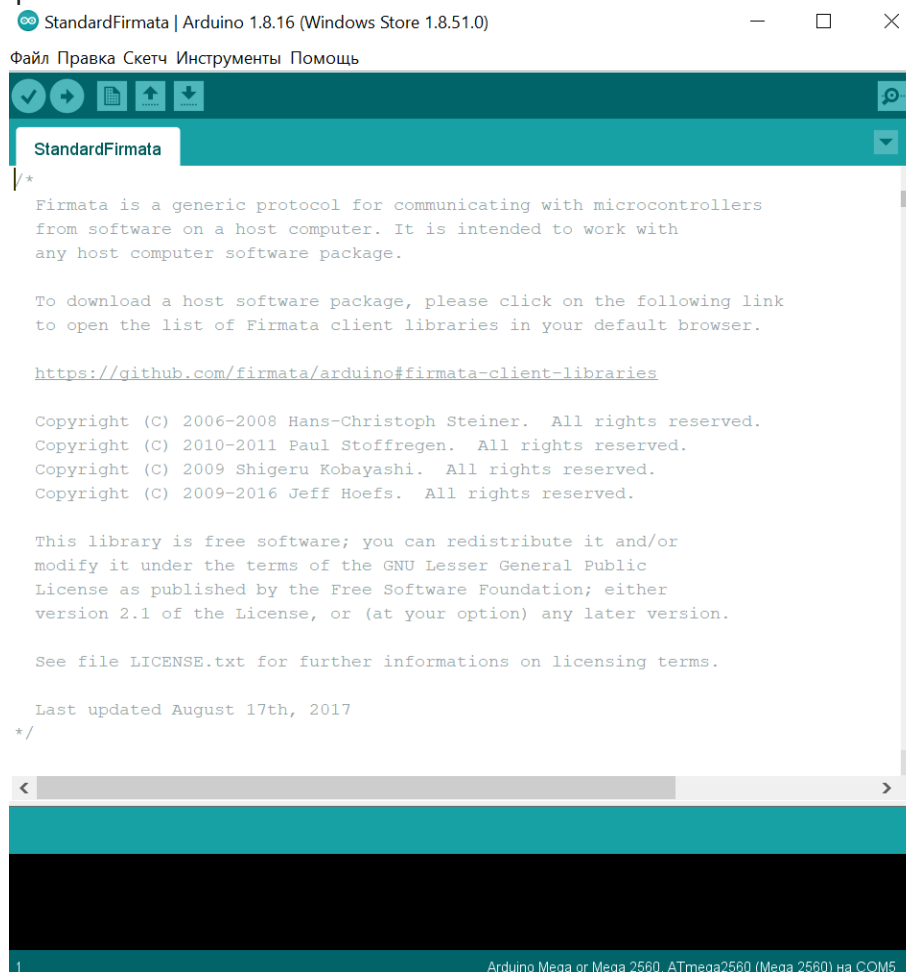 StandardFirmata | Arduino 1.8.16 (Windows Store 1.8.51.0)
Файл Правка Скетч Инструменты Помощь
StandardFirmata
/*
Firmata is a generic protocol for communicating with microcontrollers
from software on a host computer. It is intended to work with
any host computer software package.
To download a host software package, please click on the following link
to open the list of Firmata client libraries in your default browser.
https://github.com/firmata/arduino#firmata-client-libraries
Copyright (C) 2006-2008 Hans-Christoph Steiner.  All rights reserved.
Copyright (C) 2010-2011 Paul Stoffregen.  All rights reserved.
Copyright (C) 2009 Shigeru Kobayashi.  All rights reserved.
Copyright (C) 2009-2016 Jeff Hoefs.  All rights reserved.
This library is free software; you can redistribute it and/or
modify it under the terms of the GNU Lesser General Public
License as published by the Free Software Foundation; either
version 2.1 of the License, or (at your option) any later version.
See file LICENSE.txt for further informations on licensing terms.
Last updated August 17th, 2017
*/
1 Arduino Mega or Mega 2560, ATmega2560 (Mega 2560) на COM5